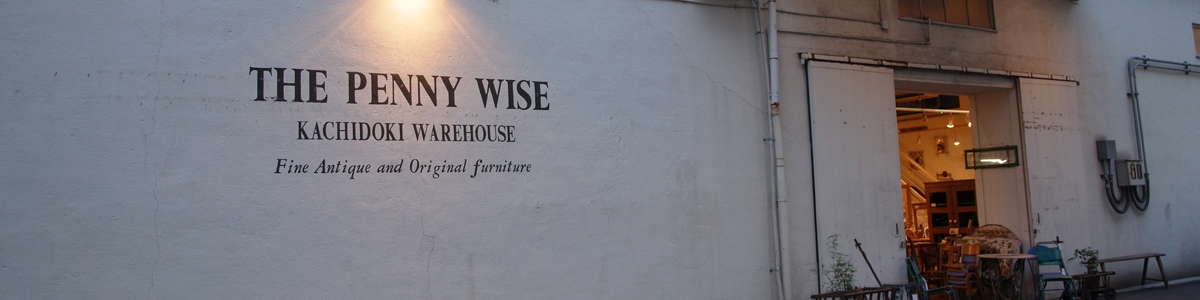 THE PENNY WISE
KACHIDOKI WAREHOUSE
Fine Antique and Original furniture